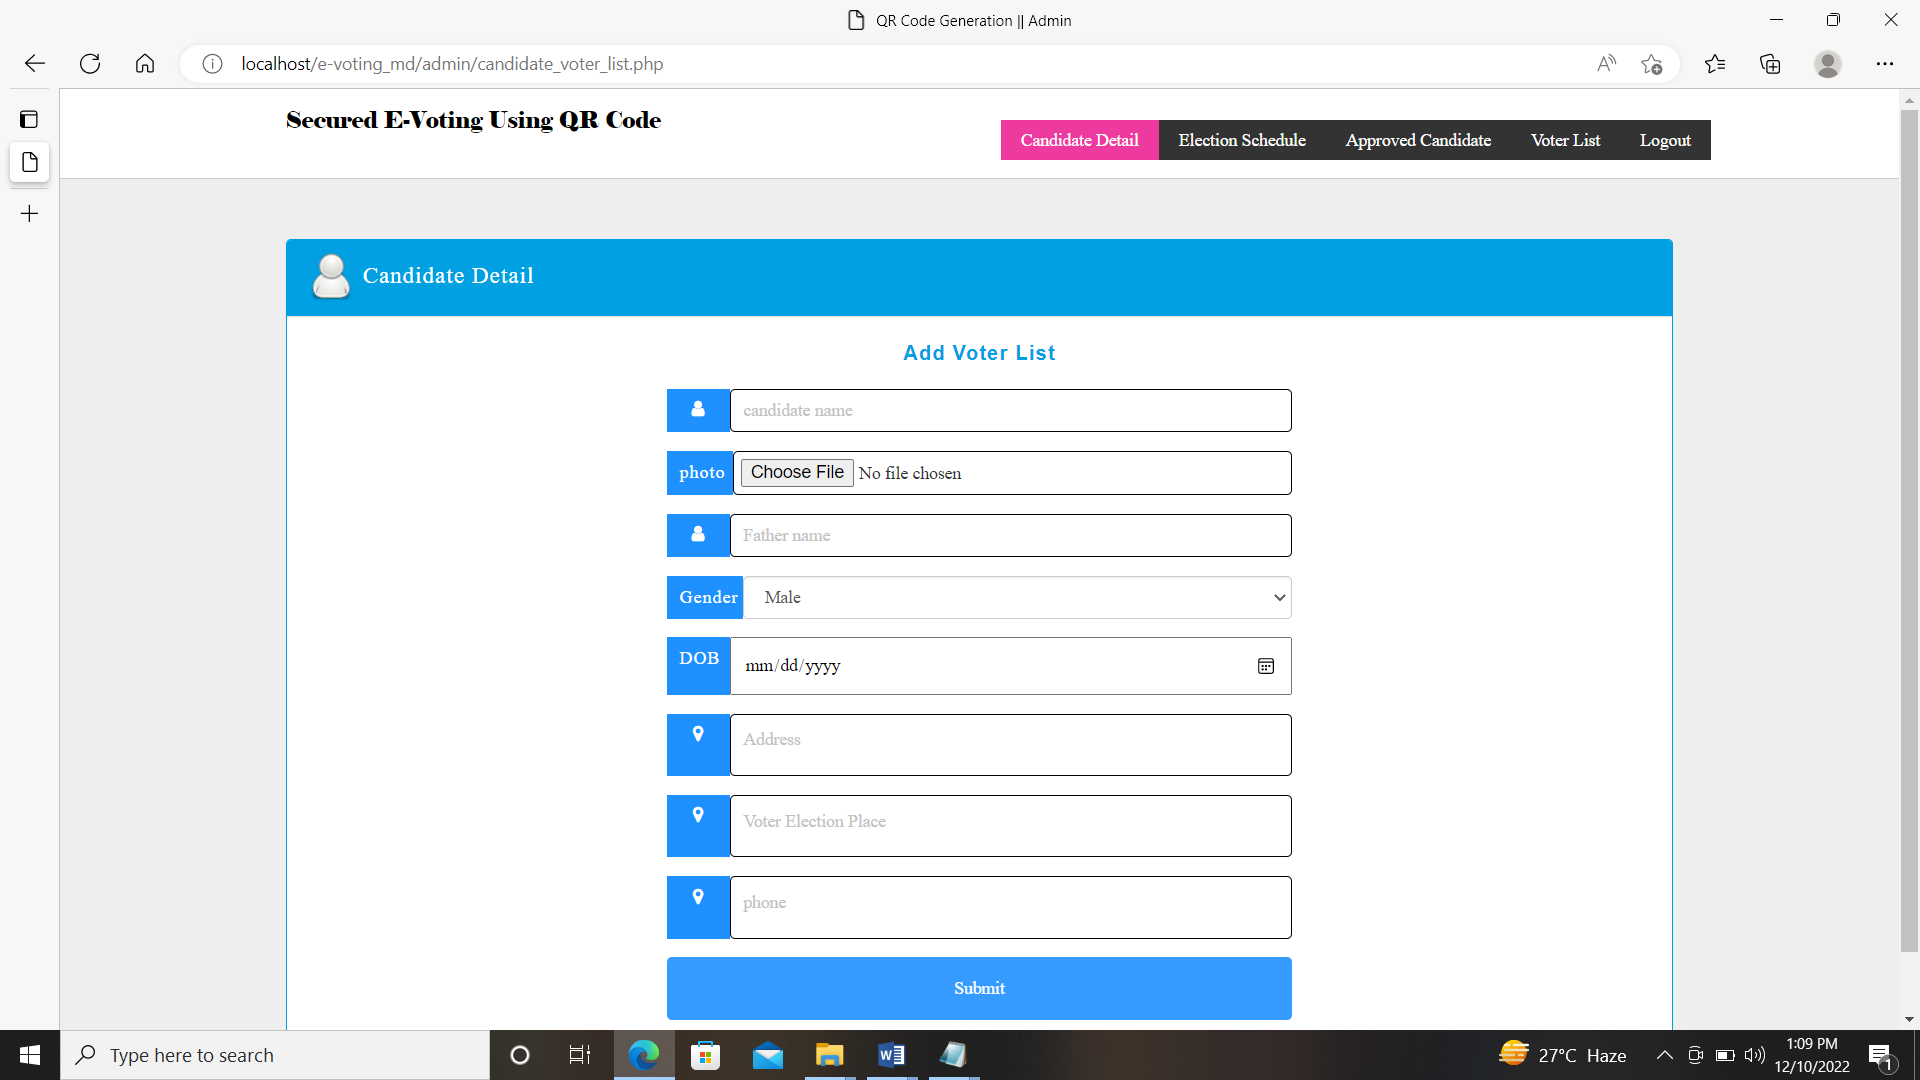 QR Code Generation || Admin
localhost/e-voting_md/admin/candidate_voter_list.php
Secured E-Voting Using QR Code
Candidate Detail Election Schedule Approved Candidate Voter List Logout
Candidate Detail
Add Voter List
candidate name
photo Choose File No file chosen
Father name
Gender Male
DOB mm/dd/yyyy
Address
Voter Election Place
phone
Submit
Type here to search
27°C Haze
1:09 PM
12/10/2022
1